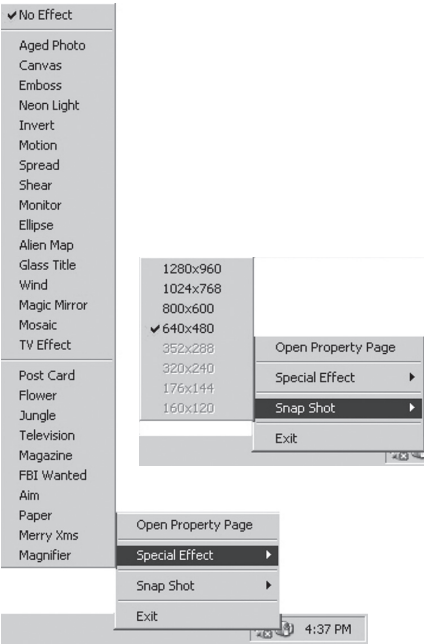 No Effect
Aged Photo
Canvas
Emboss
Neon Light
Invert
Motion
Spread
Shear
Monitor
Ellipse
Alien Map
Glass Title
Wind
Magic Mirror
Mosaic
TV Effect
Post Card
Flower
Jungle
Television
Magazine
FBI Wanted
Aim
Paper
Merry Xms
Magnifier
Open Property Page
Special Effect
Snap Shot
Exit
4:37 PM
1280x960
1024x768
800x600
640x480
352x288
320x240
176x144
160x120
Open Property Page
Special Effect
Snap Shot
Exit